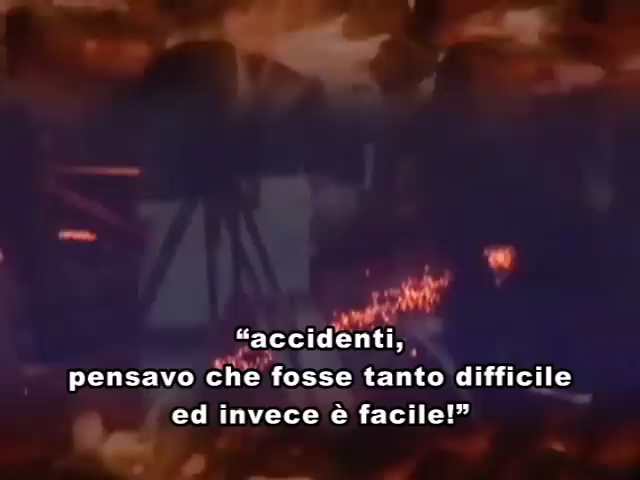 “accidenti,
pensavo che fosse tanto difficile
ed invece è facile!”